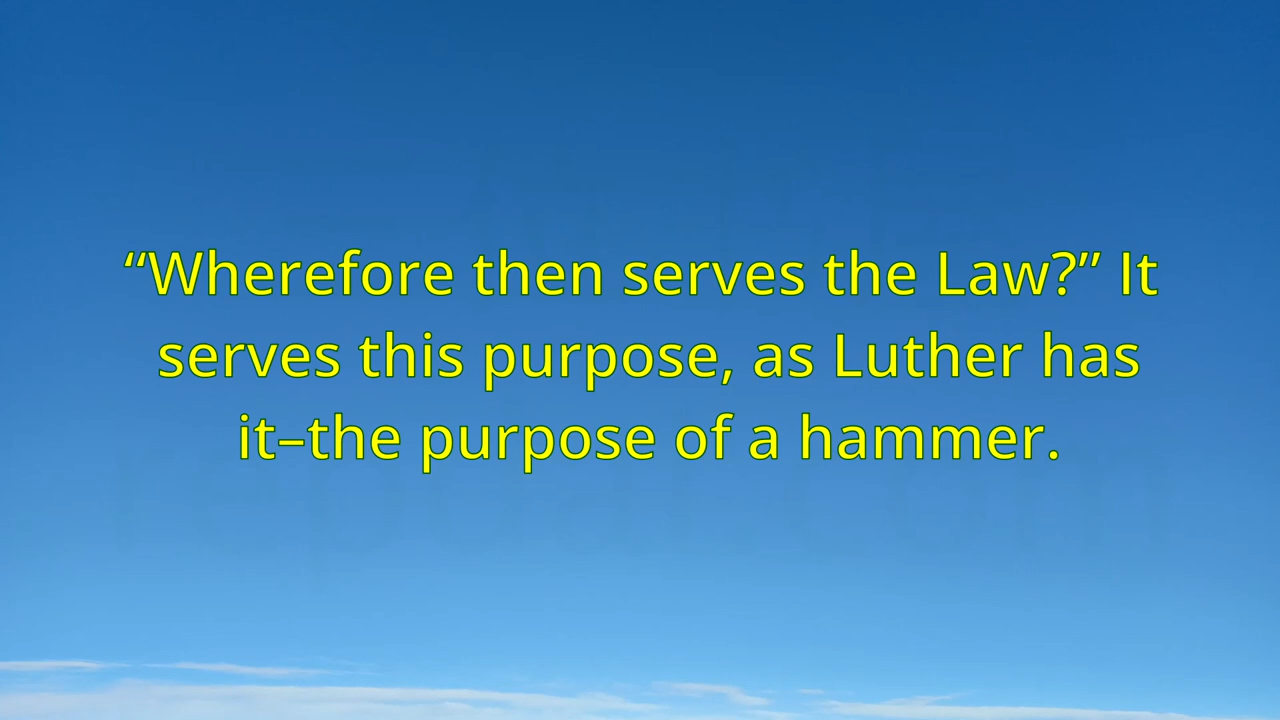 “Wherefore then serves the Law?” It
serves this purpose, as Luther has
it–the purpose of a hammer.